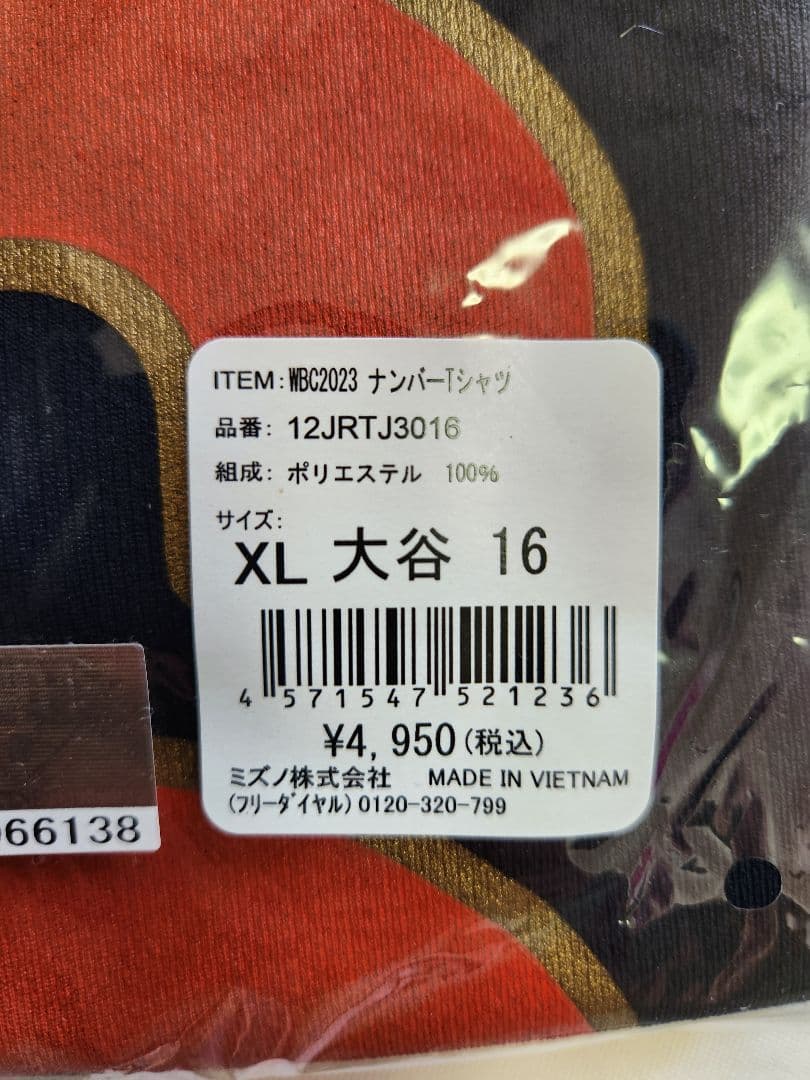 ITEM:WBC2023 ナンバーTシャツ
品番: 12JRTJ3016
組成: ポリエステル 100%
サイズ:
XL 大谷 16
4 571547 521236
¥4,950(税込)
ミズノ株式会社 MADE IN VIETNAM
(フリーダイヤル)0120-320-799
066138